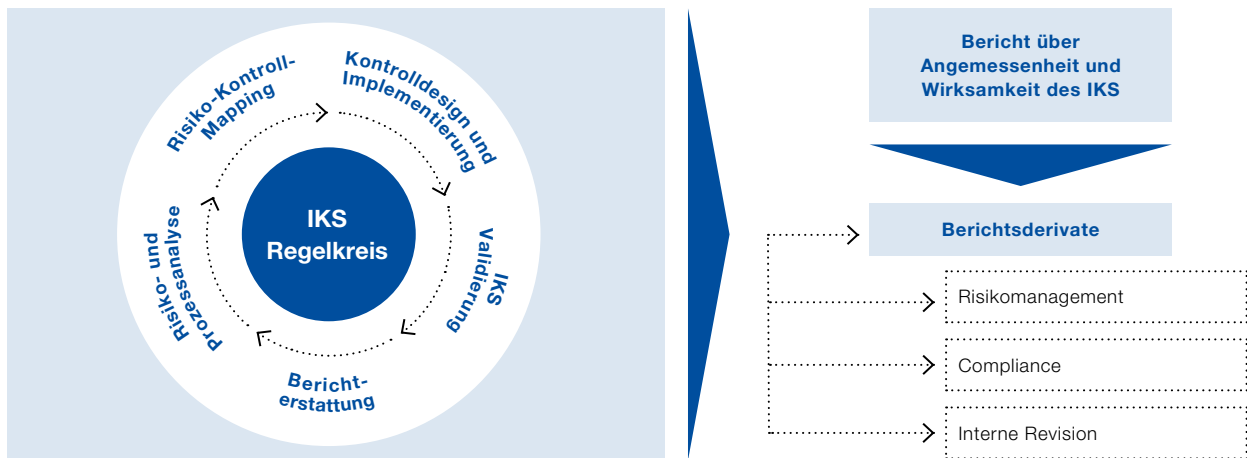 Risiko-Kontroll-
Mapping
Kontrolldesign und
Implementierung
IKS
Validierung
Bericht-
erstattung
Risiko- und
Prozessanalyse
IKS
Regelkreis
Bericht über
Angemessenheit und
Wirksamkeit des IKS
Berichtsderivate
Risikomanagement
Compliance
Interne Revision